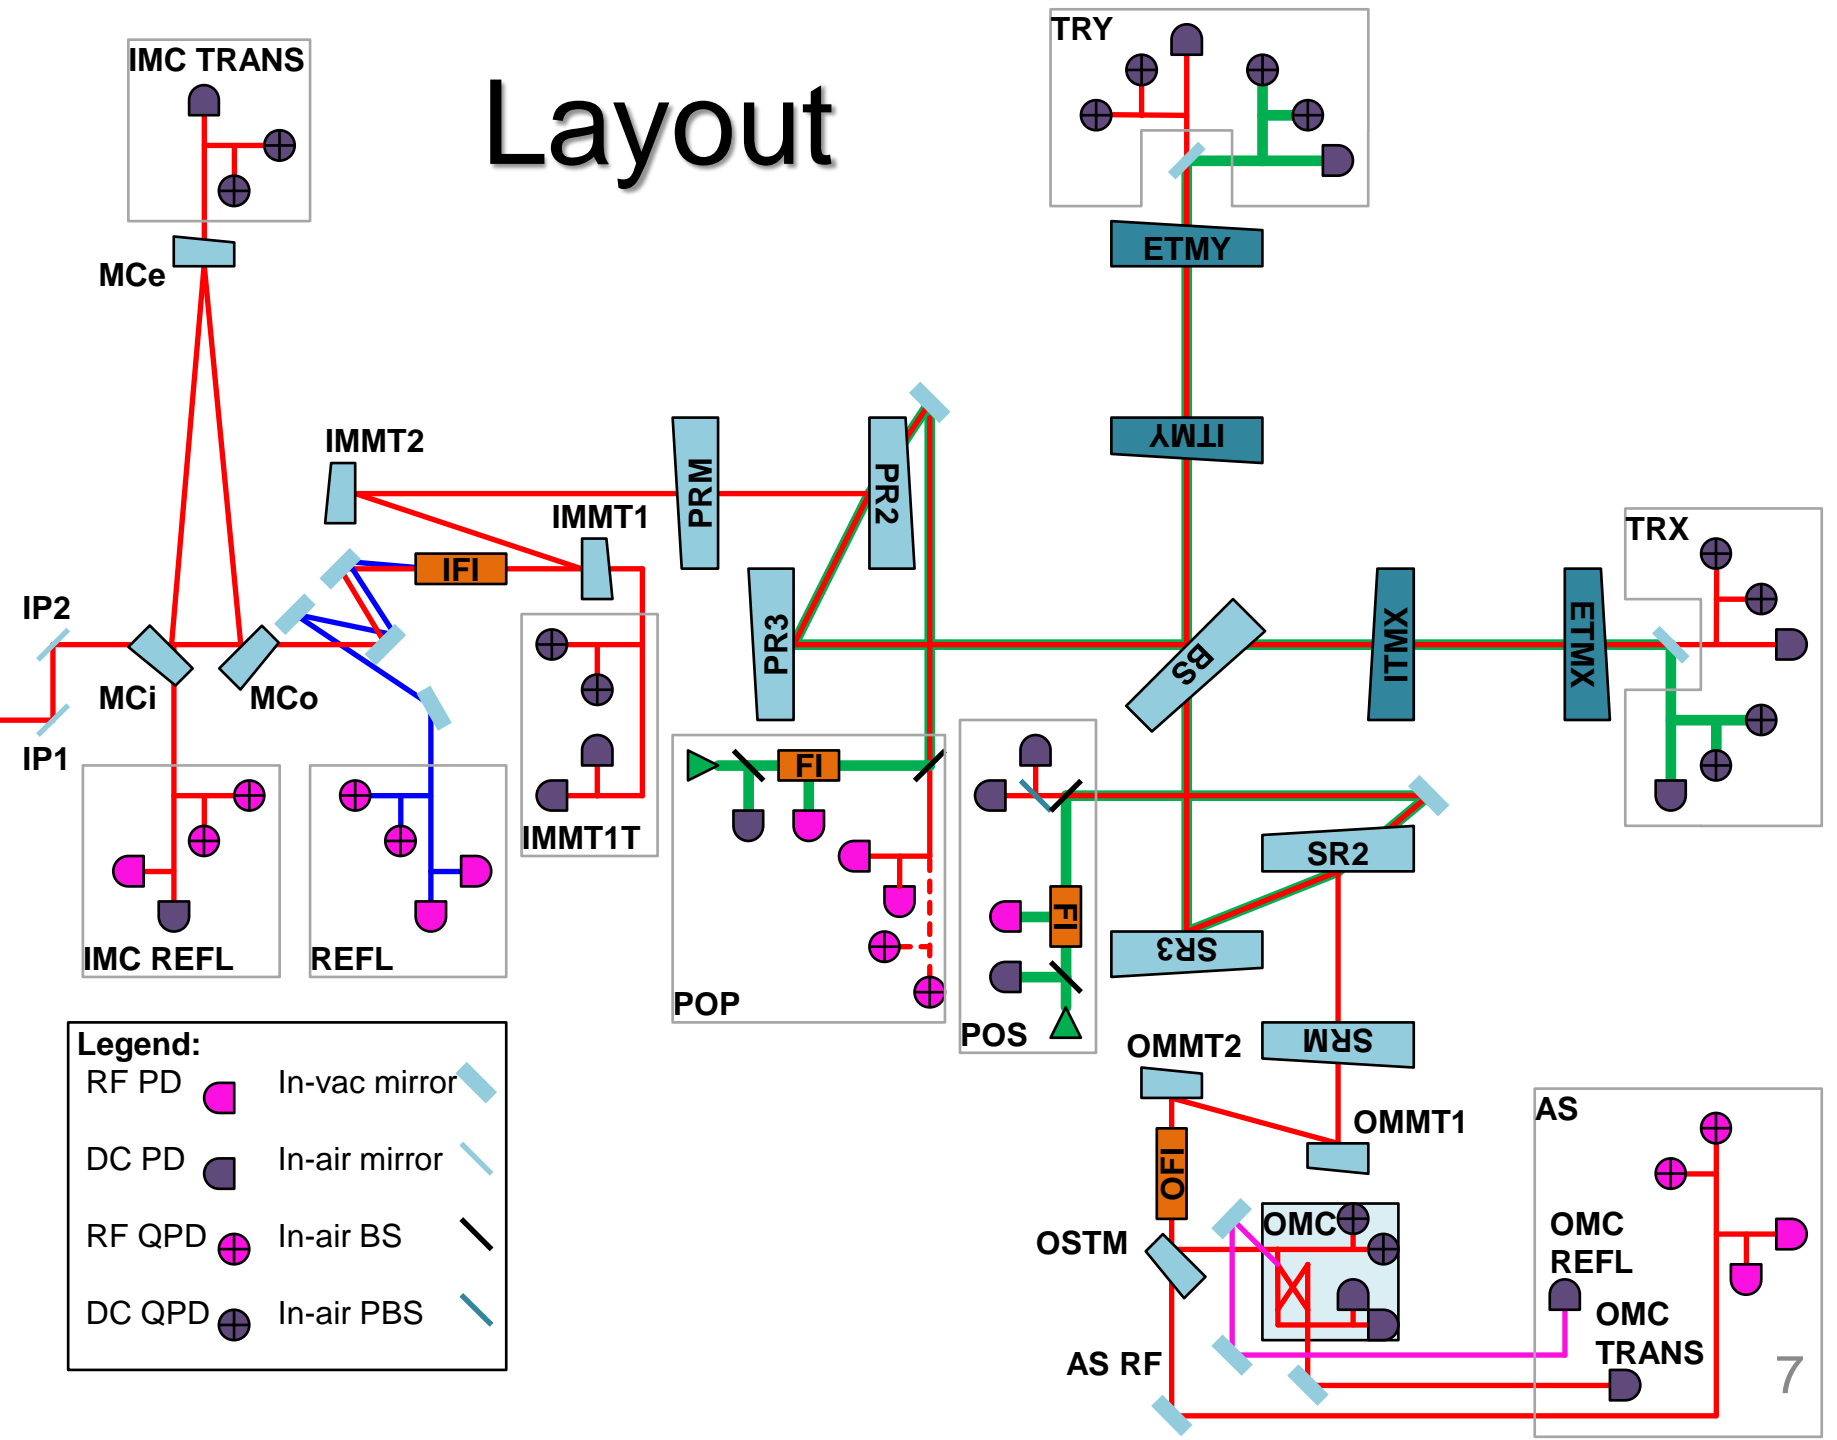 Layout
IMC TRANS
MCe
TRY
ETMY
ITMY
IMMT2
IMMT1
PRM
PR2
PR3
IFI
IP2
IP1
MCi
MCo
IMC REFL
REFL
IMMT1T
BS
ITMX
ETMX
TRX
FI
POP
FI
POS
SR2
SR3
SRM
OMMT2
OMMT1
OFI
OSTM
OMC
AS RF
AS
OMC
REFL
OMC
TRANS
7
Legend:
RF PD
In-vac mirror
DC PD
In-air mirror
RF QPD
In-air BS
DC QPD
In-air PBS